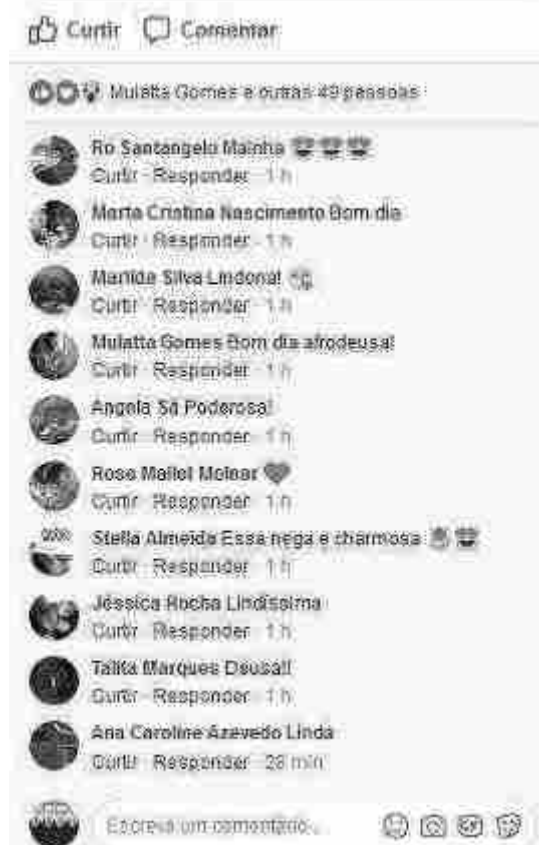 Curtir Comentar
Mulatta Gomes e outras 49 pessoas
Ro Santangelo Mainha
Curtir · Responder · 1 h
Marta Cristina Nascimento Bom dia
Curtir · Responder · 1 h
Marilda Silva Lindona!
Curtir · Responder · 1 h
Mulatta Gomes Bom dia afrodeusa!
Curtir · Responder · 1 h
Angela Sá Poderosa!
Curtir · Responder · 1 h
Rose Mallet
Curtir · Responder · 1 h
Stella Almeida Essa nega e charmosa
Curtir · Responder · 1 h
Jéssica Rocha Lindíssima
Curtir · Responder · 1 h
Talita Marques Deusa!!
Curtir · Responder · 1 h
Ana Caroline Azevedo Linda
Curtir · Responder · 28 min
Escreva um comentário...